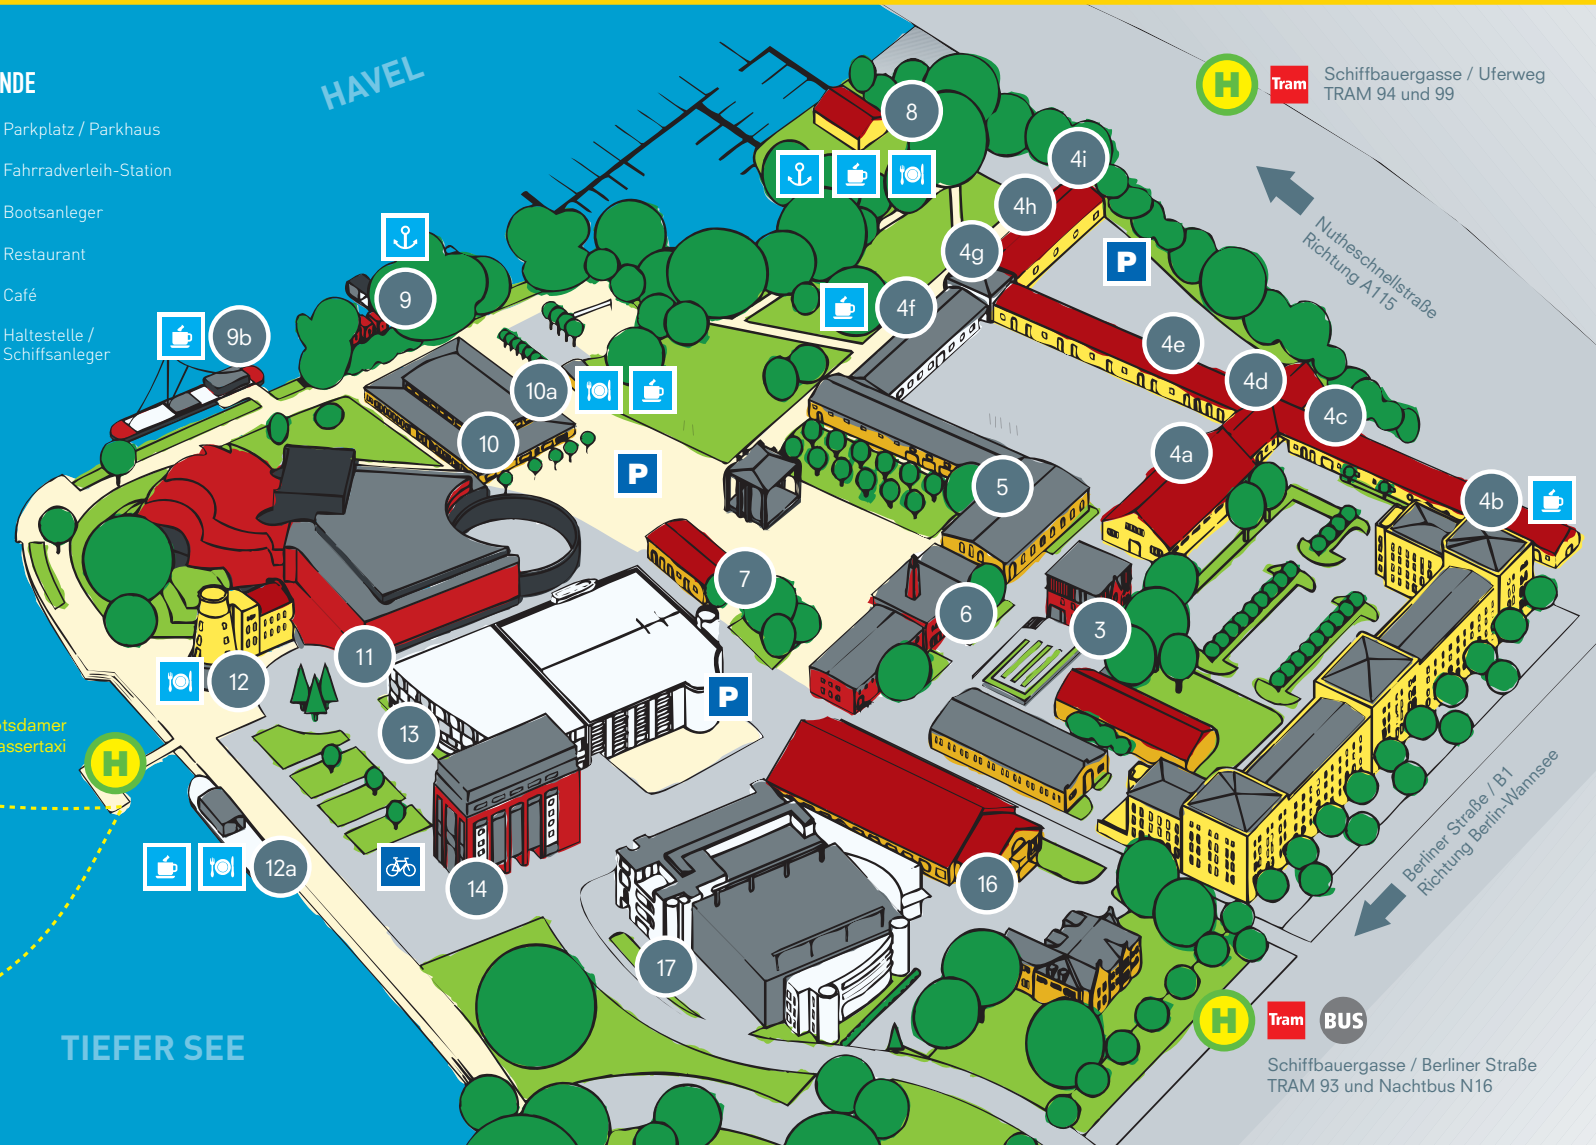 NDE
Parkplatz / Parkhaus
Fahrradverleih-Station
Bootsanleger
Restaurant
Café
Haltestelle /
Schiffsanleger
HAVEL
H
Tram
Schiffbauergasse / Uferweg
TRAM 94 und 99
Nutheschnellstraße
Richtung A115
8
4i
4h
4g
P
9
4f
9b
4e
4d
10a
4c
10
4a
P
5
4b
7
6
3
11
12
P
13
otsdamer
assertaxi
H
12a
14
16
17
Berliner Straße / B1
Richtung Berlin-Wannsee
TIEFER SEE
H
Tram
BUS
Schiffbauergasse / Berliner Straße
TRAM 93 und Nachtbus N16